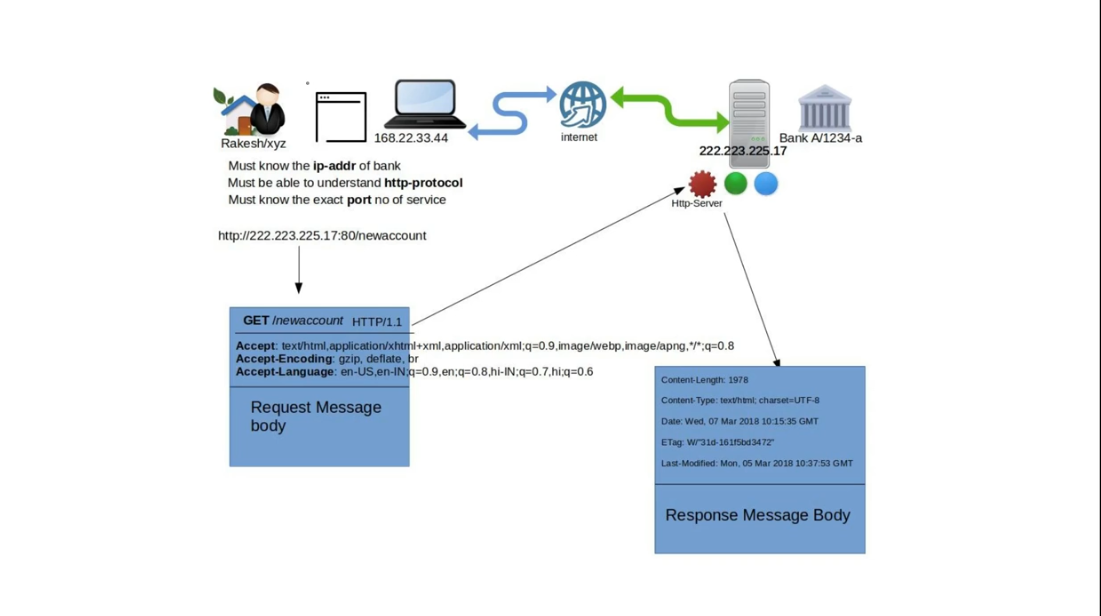 Rakesh/xyz
168.22.33.44
internet
222.223.225.17
Bank A/1234-a
Must know the ip-addr of bank
Must be able to understand http-protocol
Must know the exact port no of service
Http-Server
http://222.223.225.17:80/newaccount
GET /newaccount HTTP/1.1
Accept: text/html,application/xhtml+xml,application/xml;q=0.9,image/webp,image/apng,*/*;q=0.8
Accept-Encoding: gzip, deflate, br
Accept-Language: en-US,en-IN;q=0.9,en;q=0.8,hi-IN;q=0.7,hi;q=0.6
Request Message
body
Content-Length: 1978
Content-Type: text/html; charset=UTF-8
Date: Wed, 07 Mar 2018 10:15:35 GMT
ETag: W/"31d-161f5bd3472"
Last-Modified: Mon, 05 Mar 2018 10:37:53 GMT
Response Message Body